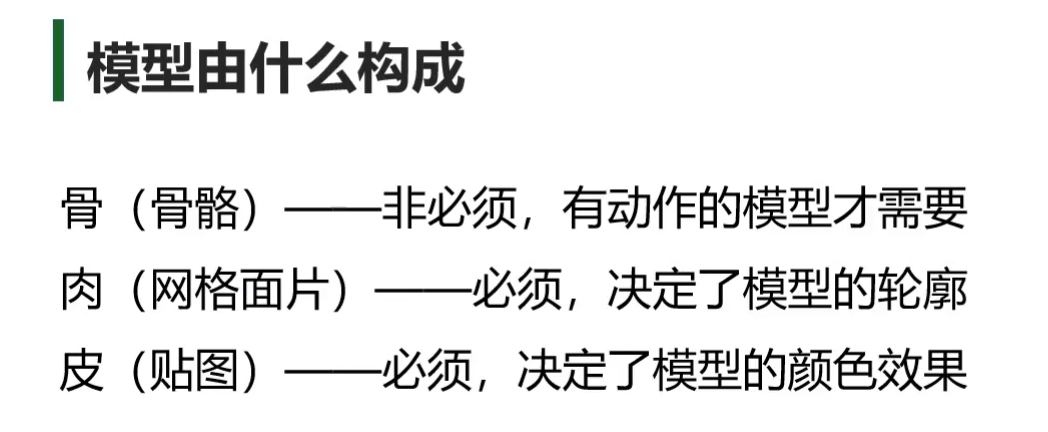 模型由什么构成
骨（骨骼）——非必须，有动作的模型才需要
肉（网格面片）——必须，决定了模型的轮廓
皮（贴图）——必须，决定了模型的颜色效果